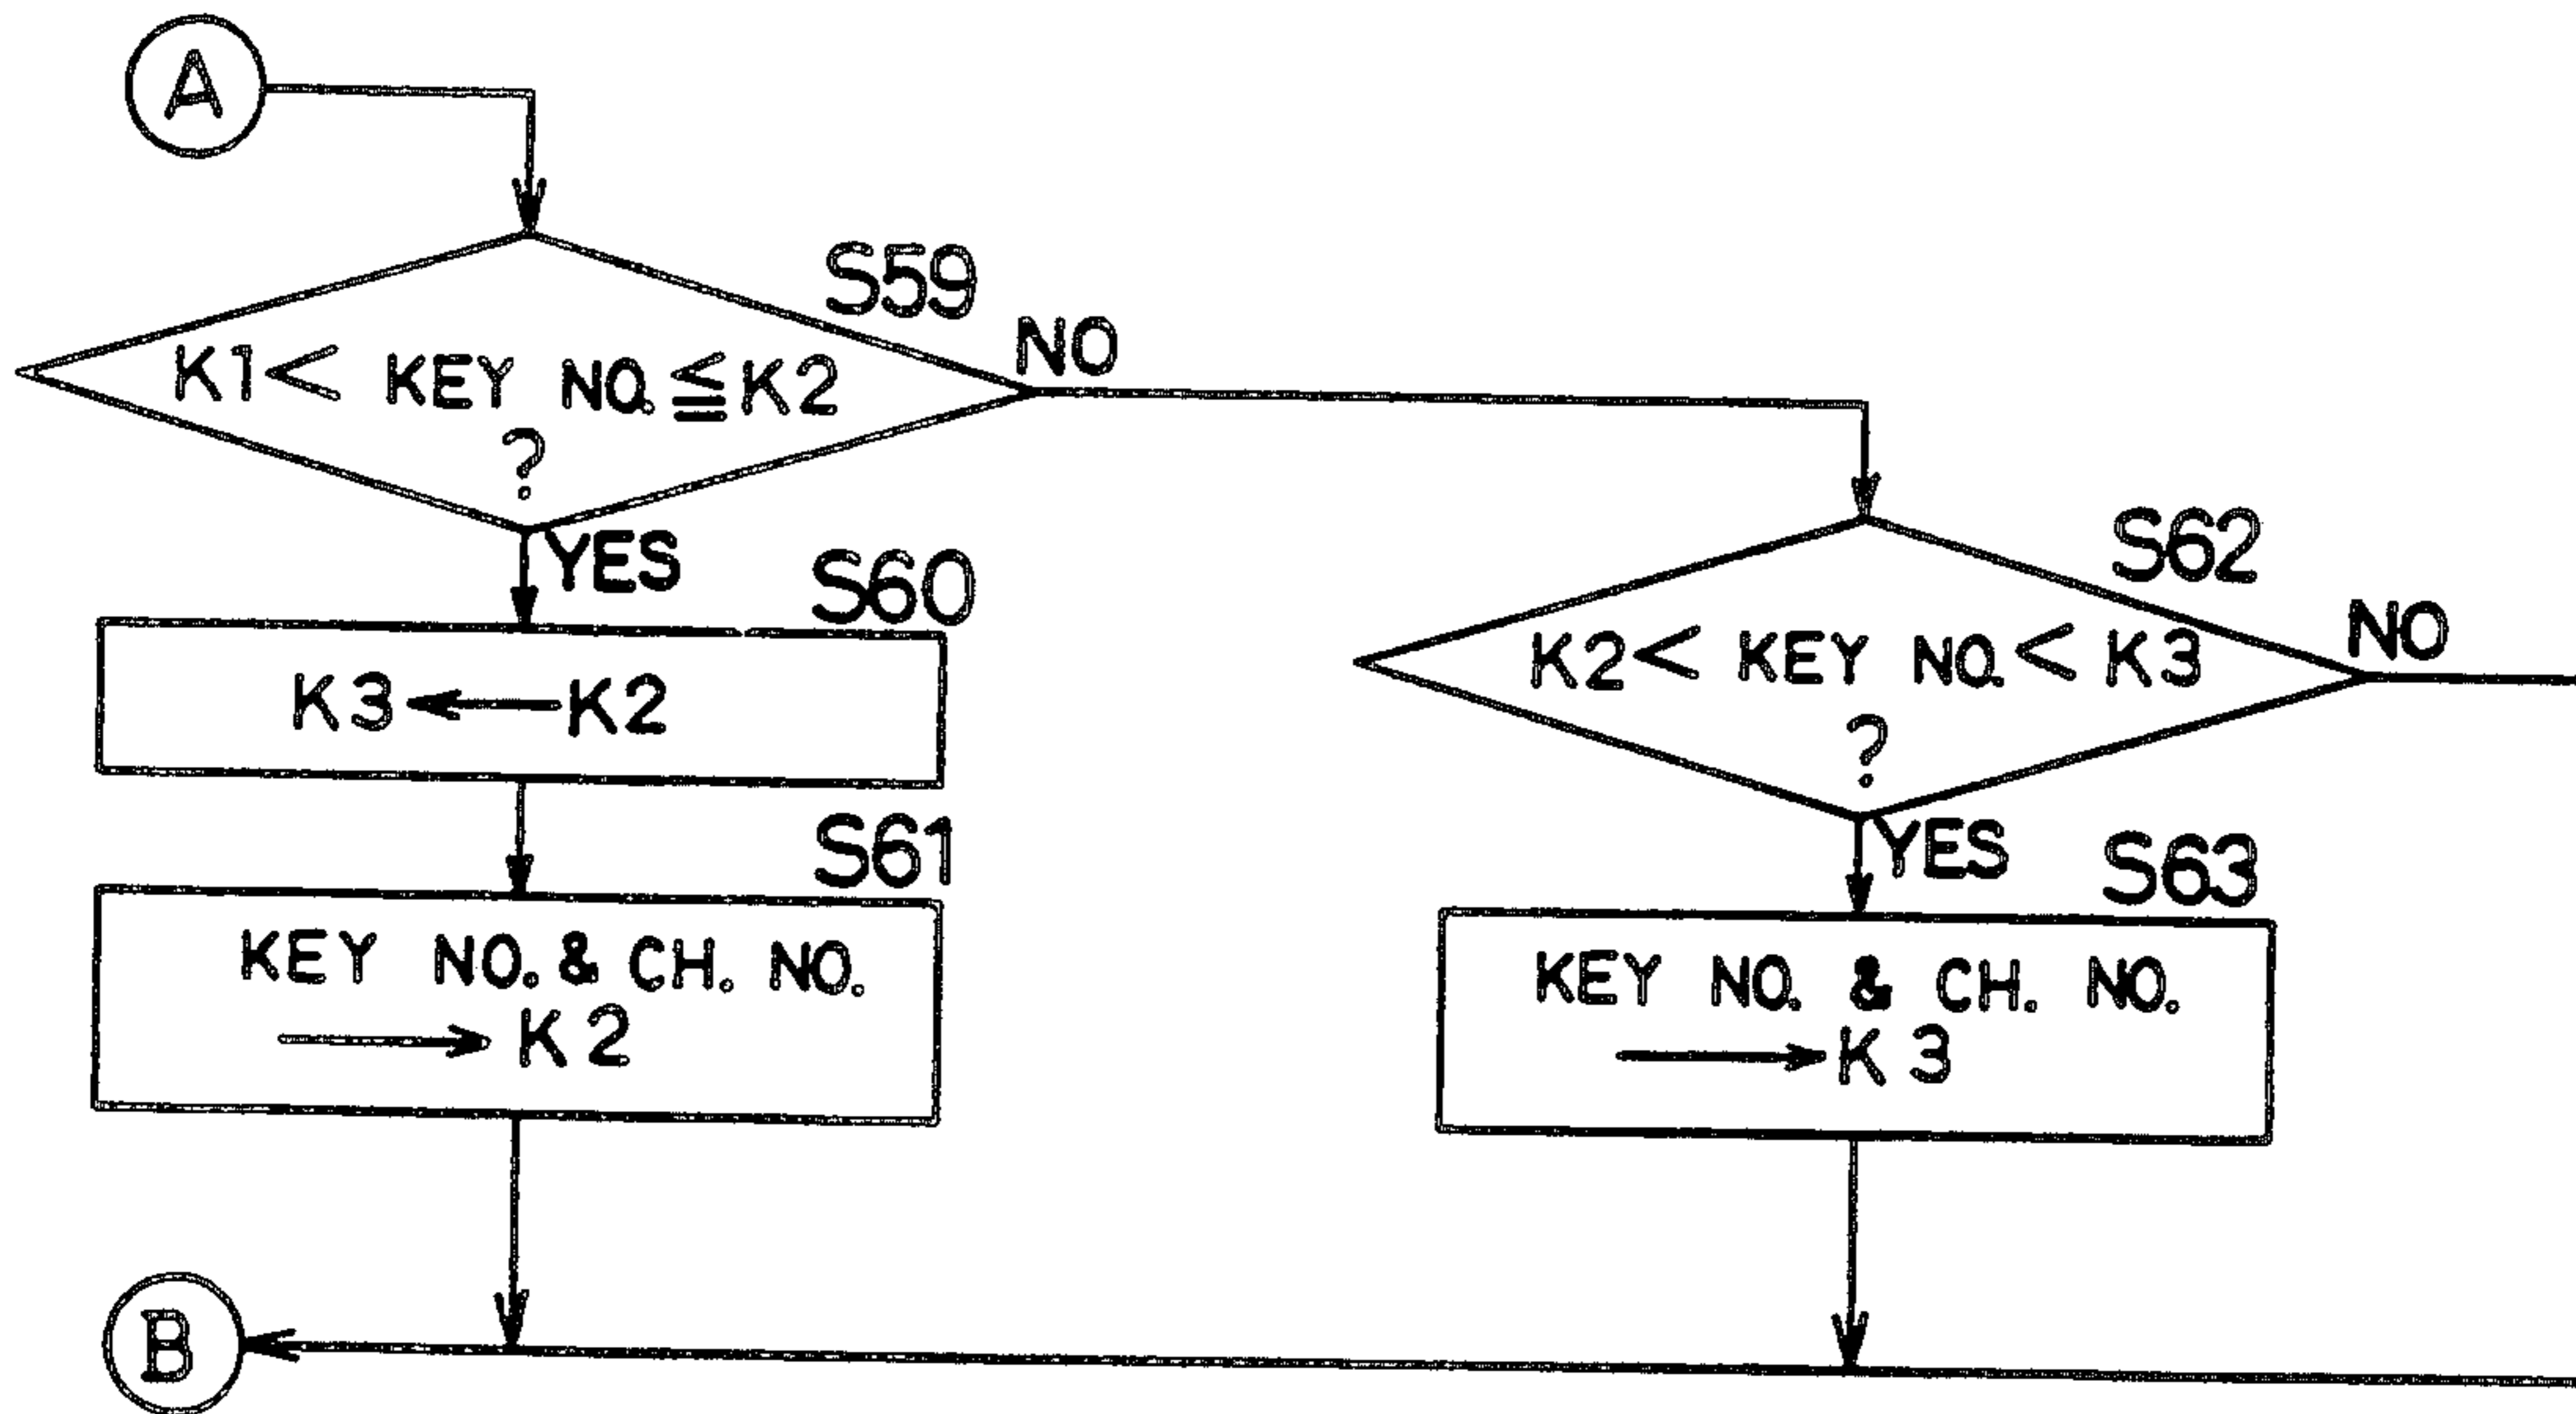 A
S59
K1< KEY NO.≦K2
?
NO
YES
S60
K3←K2
S61
KEY NO.& CH. NO.
→ K2
S62
K2< KEY NO.< K3
?
NO
YES
S63
KEY NO. & CH. NO.
→K3
B